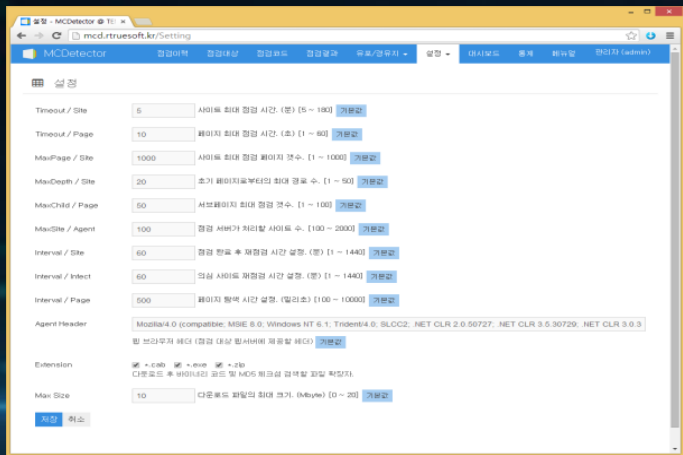 설정 - MCDetector @ TES
mcd.rtruesoft.kr/Setting
MCDetector 점검이력 점검대상 점검코드 점검결과 유포/경유지 설정 대시보드 통계 메뉴얼 관리자 (admin)
설정
Timeout / Site 5 사이트 최대 점검 시간. (분) [5 ~ 180] 기본값
Timeout / Page 10 페이지 최대 점검 시간. (초) [1 ~ 60] 기본값
MaxPage / Site 1000 사이트 최대 점검 페이지 갯수. [1 ~ 1000] 기본값
MaxDepth / Site 20 초기 페이지로부터의 최대 경로 수. [1 ~ 50] 기본값
MaxChild / Page 50 서브페이지 최대 점검 갯수. [1 ~ 100] 기본값
MaxSite / Agent 100 점검 서버가 처리할 사이트 수. [100 ~ 2000] 기본값
Interval / Site 60 점검 완료 후 재점검 시간 설정. (분) [1 ~ 1440] 기본값
Interval / Infect 60 의심 사이트 재점검 시간 설정. (분) [1 ~ 1440] 기본값
Interval / Page 500 페이지 탐색 시간 설정. (밀리초) [100 ~ 10000] 기본값
Agent Header Mozilla/4.0 (compatible; MSIE 8.0; Windows NT 6.1; Trident/4.0; SLCC2; .NET CLR 2.0.50727; .NET CLR 3.5.30729; .NET CLR 3.0.3
웹 브라우저 헤더 (점검 대상 웹서버에 제공할 헤더) 기본값
Extension *.cab *.exe *.zip
다운로드 후 바이너리 코드 및 MD5 체크섬 검색할 파일 확장자.
Max Size 10 다운로드 파일의 최대 크기. (Mbyte) [0 ~ 20] 기본값
저장 취소